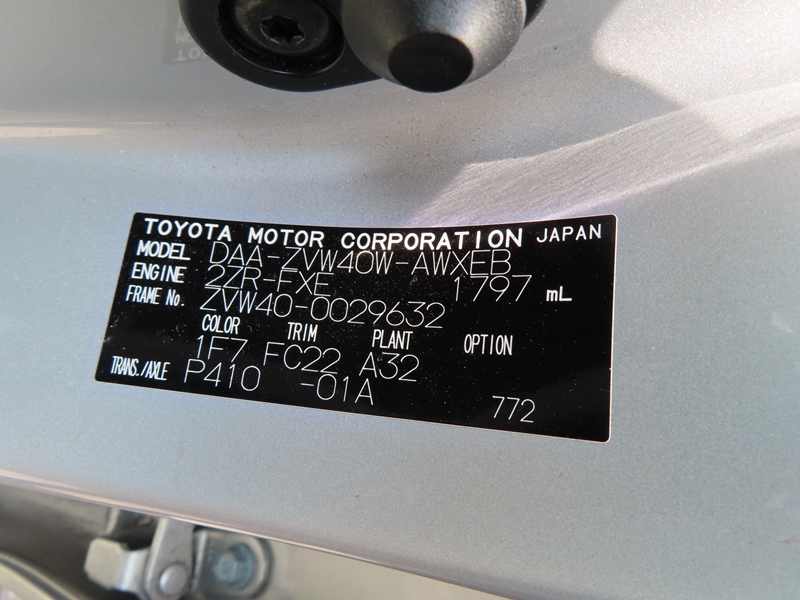 TOYOTA MOTOR CORPORATION JAPAN
MODEL DAA-ZVW40W-AWXEB
ENGINE 2ZR-FXE 1797 mL
FRAME No. ZVW40-0029632
COLOR TRIM PLANT OPTION
1F7 FC22 A32
TRANS./AXLE P410 -01A
772